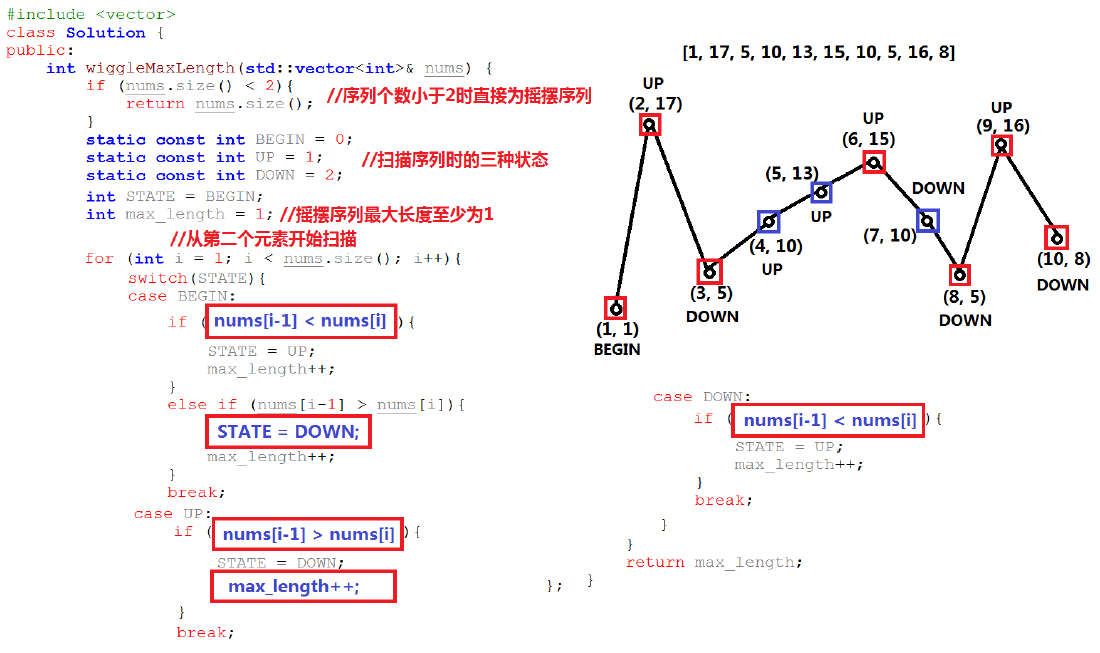 #include <vector>
class Solution {
public:
int wiggleMaxLength(std::vector<int>& nums) {
if (nums.size() < 2){
return nums.size(); //序列个数小于2时直接为摇摆序列
}
static const int BEGIN = 0;
static const int UP = 1; //扫描序列时的三种状态
static const int DOWN = 2;
int STATE = BEGIN;
int max_length = 1; //摇摆序列最大长度至少为1
//从第二个元素开始扫描
for (int i = 1; i < nums.size(); i++){
switch(STATE){
case BEGIN:
if ( nums[i-1] < nums[i] ){
STATE = UP;
max_length++;
}
else if (nums[i-1] > nums[i]){
STATE = DOWN;
max_length++;
}
break;
case UP:
if ( nums[i-1] > nums[i] ){
STATE = DOWN;
max_length++;
}
break;
case DOWN:
if ( nums[i-1] < nums[i] ){
STATE = UP;
max_length++;
}
break;
}
}
return max_length;
}
};
[1, 17, 5, 10, 13, 15, 10, 5, 16, 8]
UP
(2, 17)
UP
(9, 16)
UP
(6, 15)
(5, 13)
UP
DOWN
(7, 10)
(4, 10)
UP
(10, 8)
DOWN
(3, 5)
DOWN
(8, 5)
DOWN
(1, 1)
BEGIN